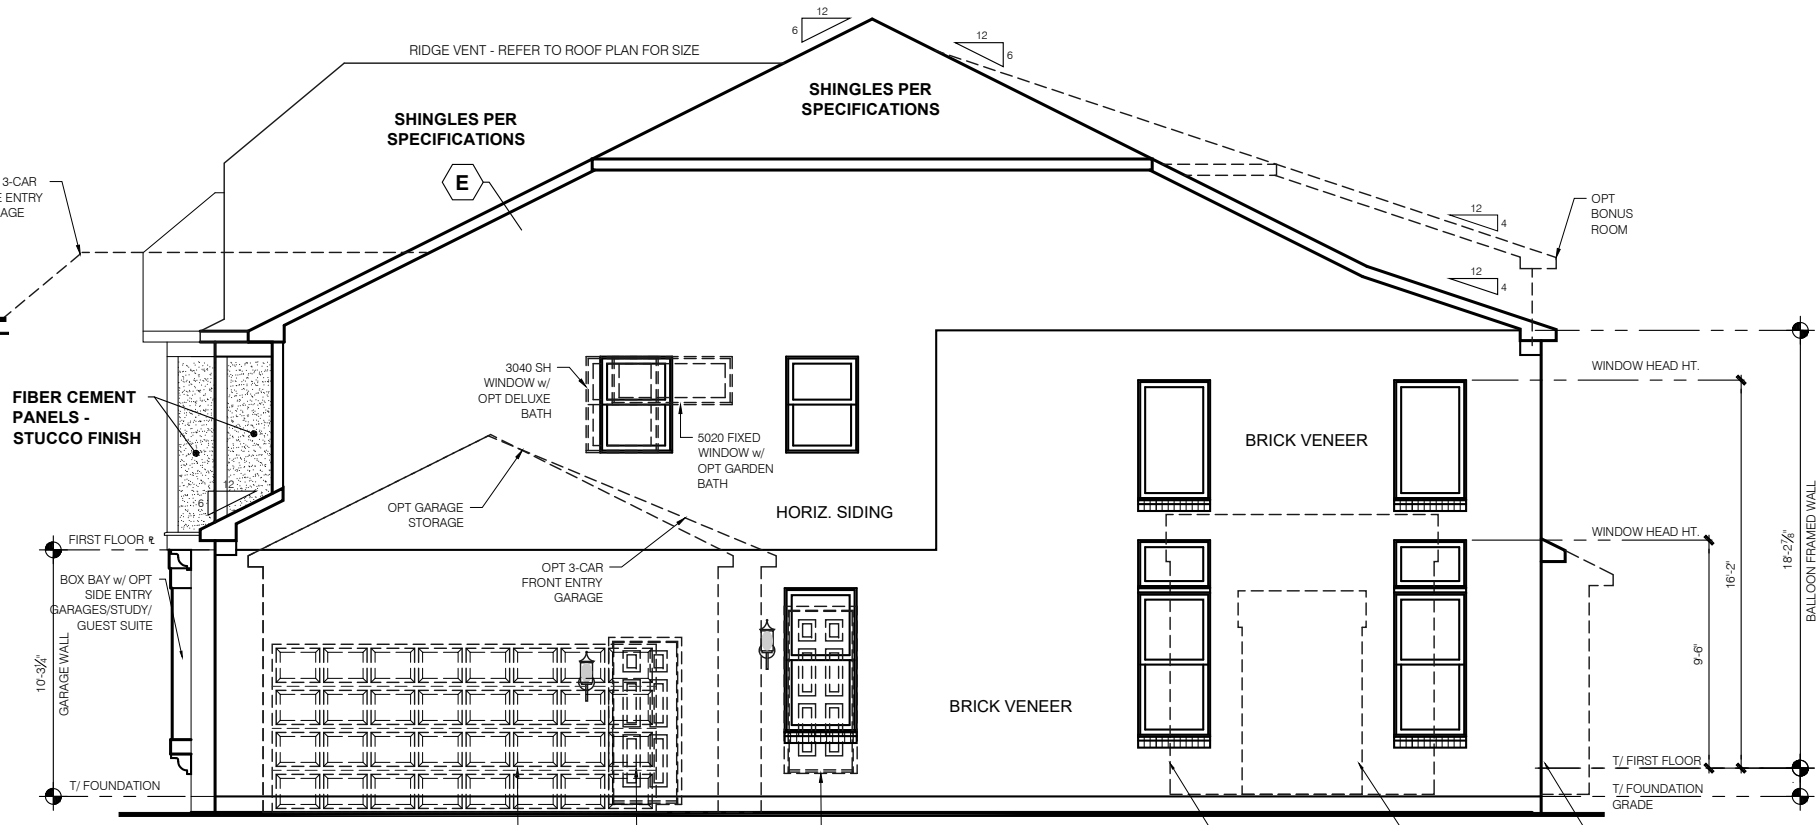 12
6
12
6
RIDGE VENT - REFER TO ROOF PLAN FOR SIZE
SHINGLES PER
SPECIFICATIONS
SHINGLES PER
SPECIFICATIONS
E
3-CAR
ENTRY
12
4
OPT
BONUS
ROOM
12
4
FIBER CEMENT
PANELS -
STUCCO FINISH
3040 SH
WINDOW w/
OPT DELUXE
BATH
5020 FIXED
WINDOW w/
OPT GARDEN
BATH
WINDOW HEAD HT.
BRICK VENEER
12
6
OPT GARAGE
STORAGE
HORIZ. SIDING
FIRST FLOOR
WINDOW HEAD HT.
OPT 3-CAR
FRONT ENTRY
GARAGE
BOX BAY w/ OPT
SIDE ENTRY
GARAGES/STUDY/
GUEST SUITE
10'-3¼"
GARAGE WALL
BRICK VENEER
9'-6"
16'-2"
18'-2⅞"
BALLOON FRAMED WALL
T/ FOUNDATION
T/ FIRST FLOOR
T/ FOUNDATION
GRADE